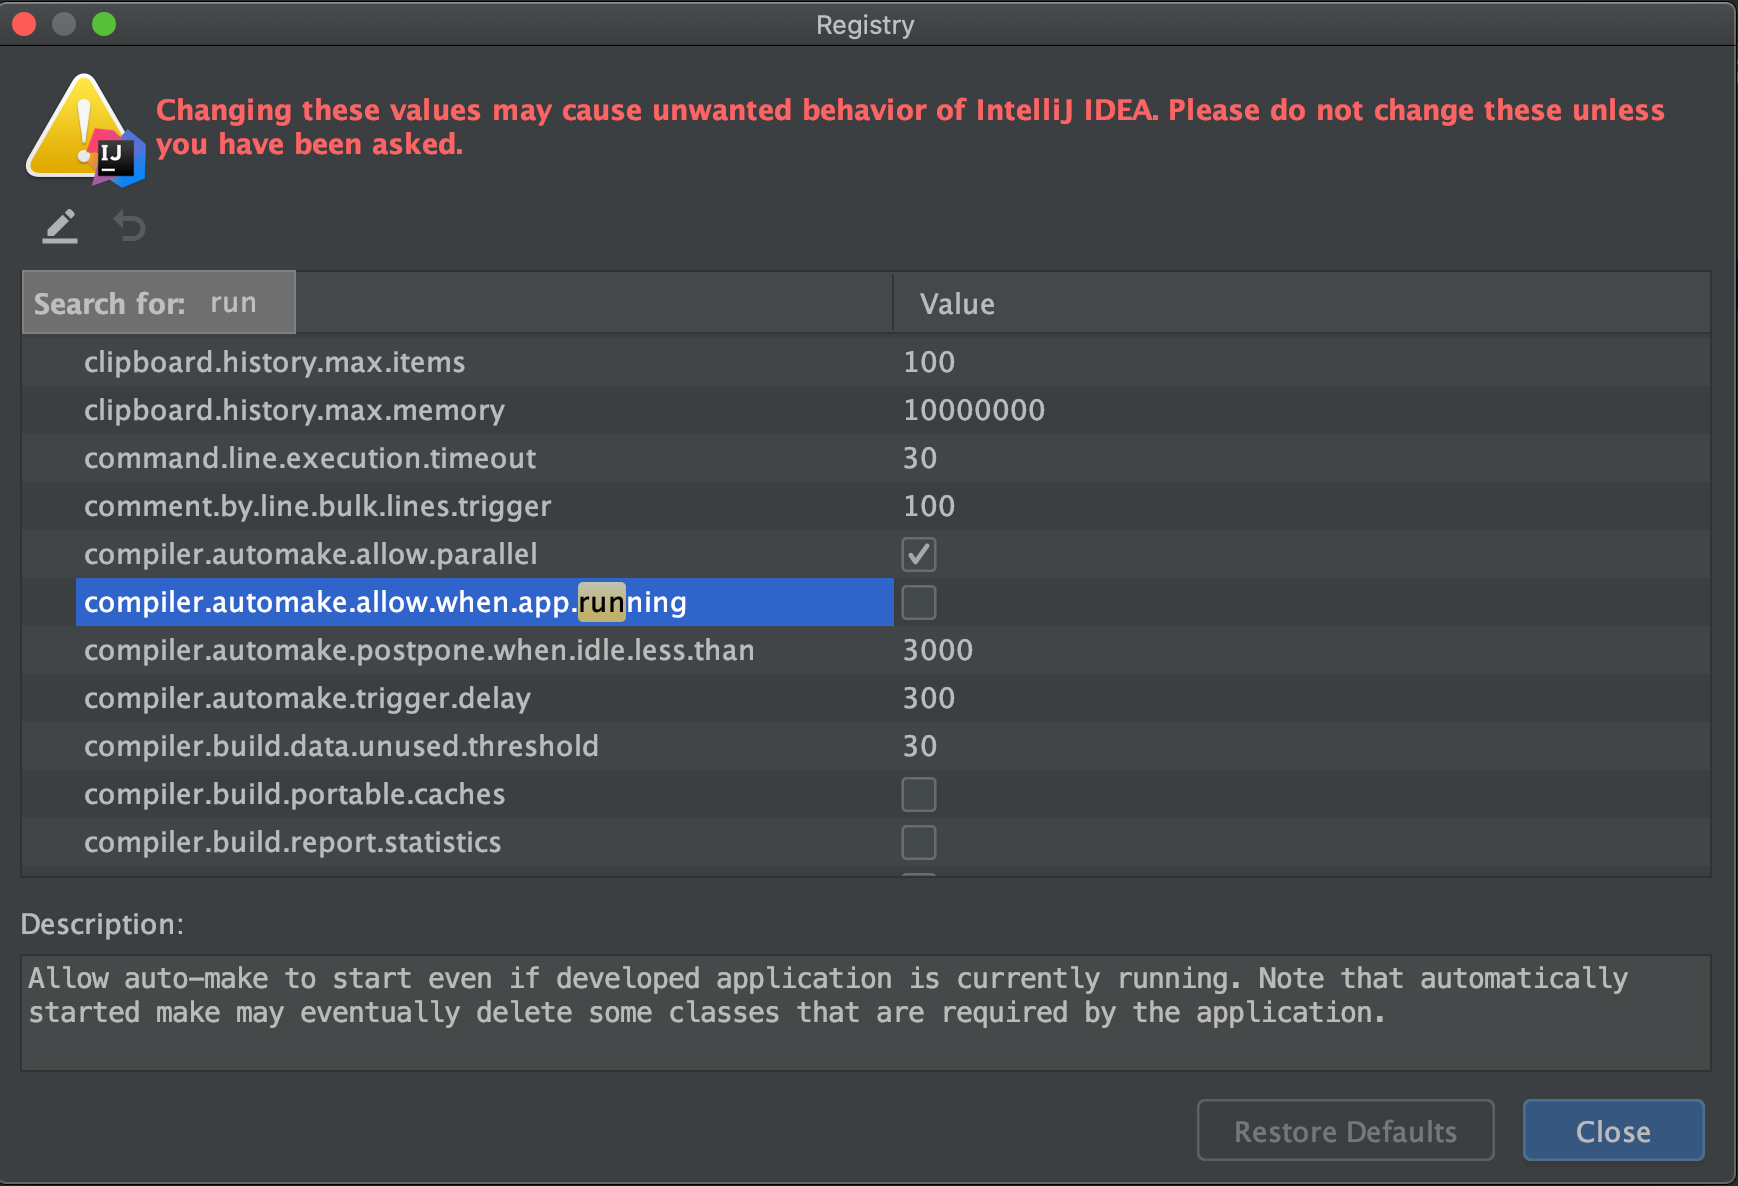 Registry
Changing these values may cause unwanted behavior of IntelliJ IDEA. Please do not change these unless
you have been asked.
IJ
Search for: run
Value
clipboard.history.max.items 100
clipboard.history.max.memory 10000000
command.line.execution.timeout 30
comment.by.line.bulk.lines.trigger 100
compiler.automake.allow.parallel
compiler.automake.allow.when.app.running
compiler.automake.postpone.when.idle.less.than 3000
compiler.automake.trigger.delay 300
compiler.build.data.unused.threshold 30
compiler.build.portable.caches
compiler.build.report.statistics
Description:
Allow auto-make to start even if developed application is currently running. Note that automatically
started make may eventually delete some classes that are required by the application.
Restore Defaults Close